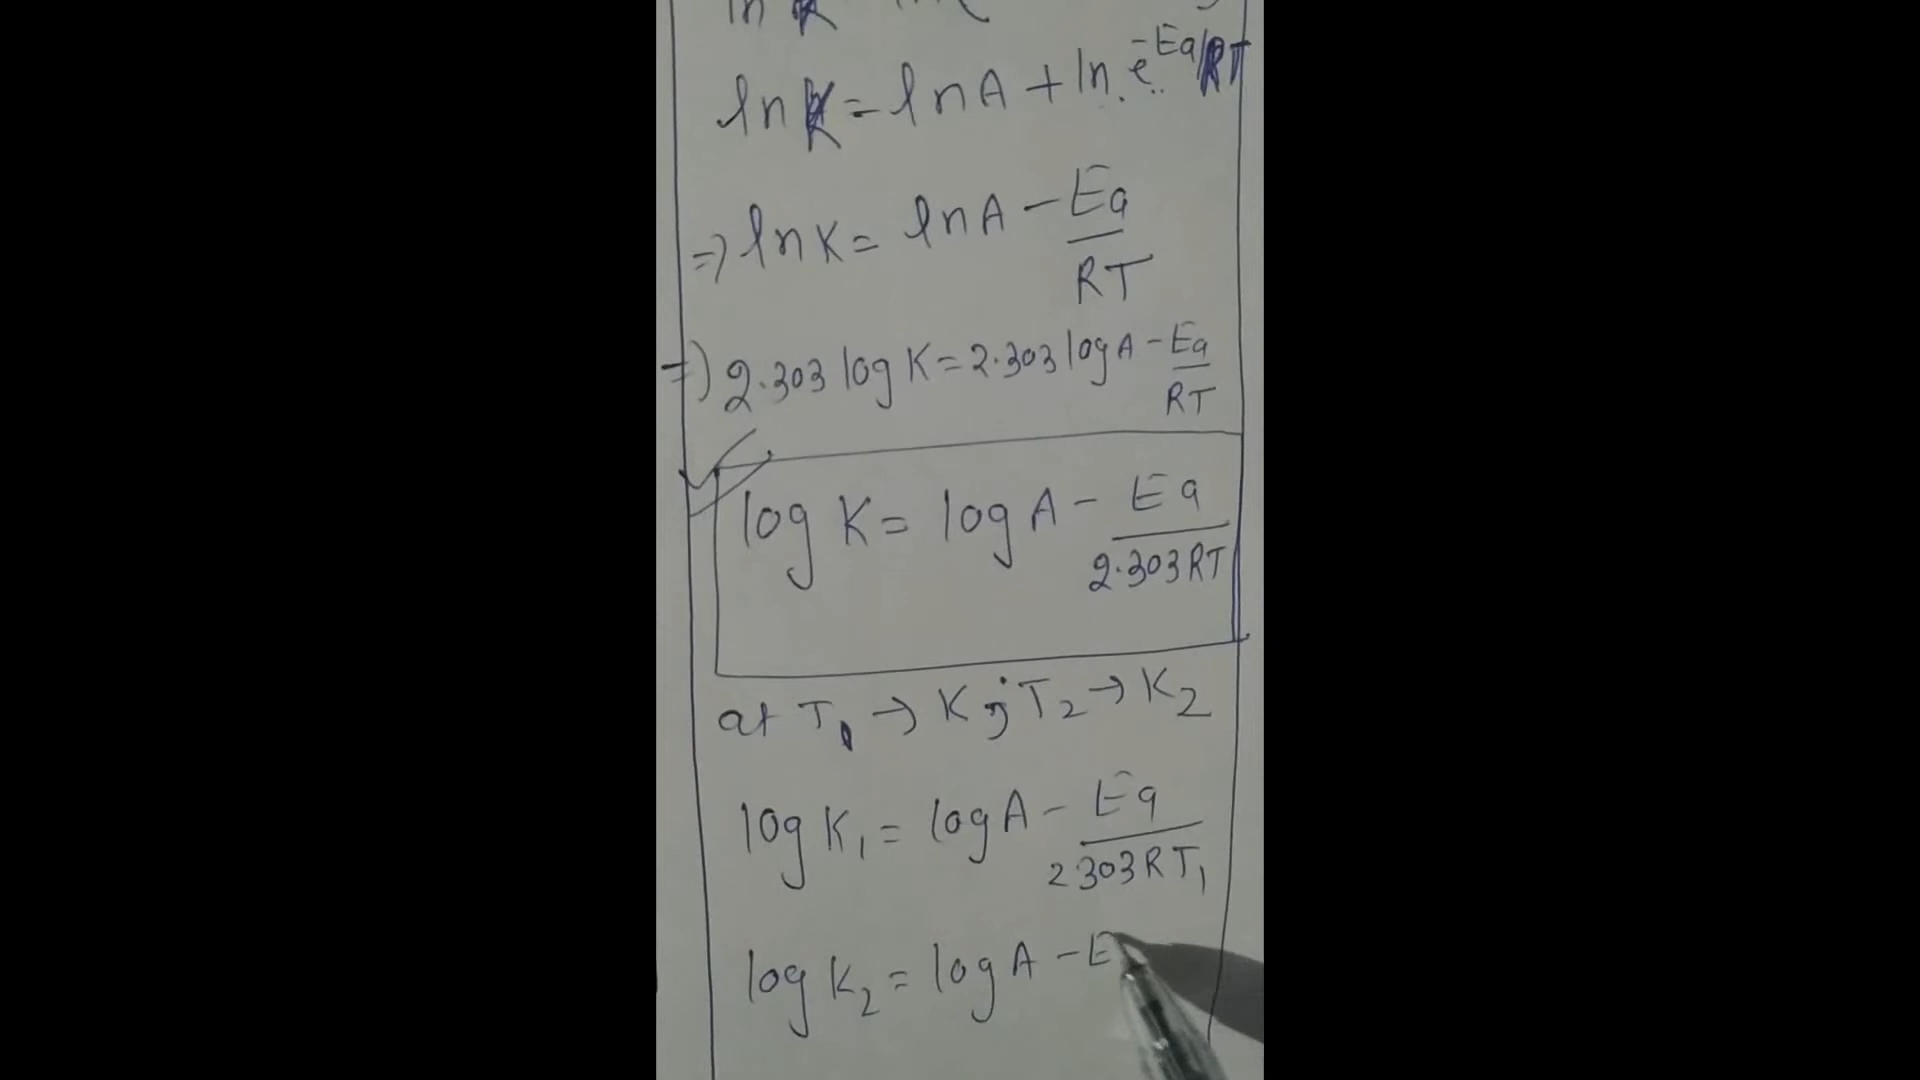 ln K = ln A + ln e^-Ea/RT
=> ln K = ln A - Ea/RT
=> 2.303 log K = 2.303 log A - Ea/RT
log K = log A - Ea/2.303RT
at T1 → K ; T2 → K2
log K1 = log A - Ea/2.303RT1
log K2 = log A - E